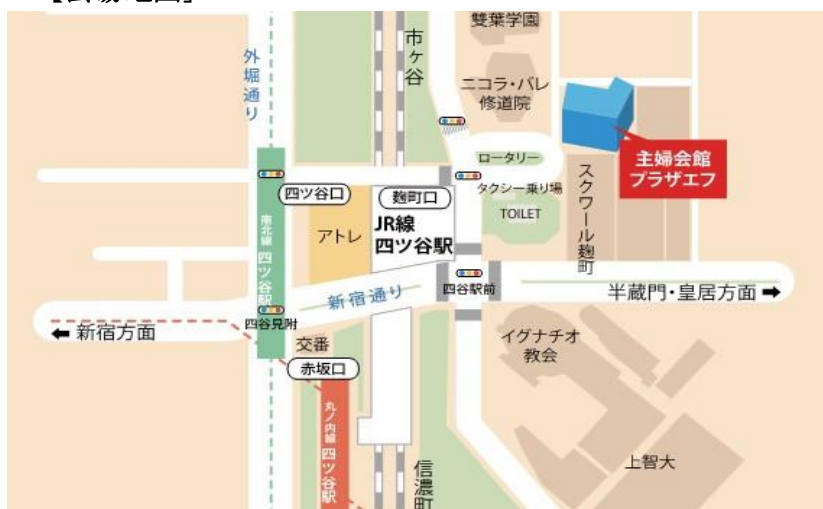 雙葉学園
市ヶ谷
外堀通り
ニコラ・バレ
修道院
ロータリー
主婦会館
プラザエフ
四ツ谷口
麹町口
タクシー乗り場
TOILET
スクワール麹町
アトレ
JR線
四ツ谷駅
南北線 四ツ谷駅
新宿通り
四谷駅前
半蔵門・皇居方面➡
四谷見附
⬅新宿方面
交番
イグナチオ
教会
赤坂口
丸ノ内線 四ツ谷駅
信濃町
上智大